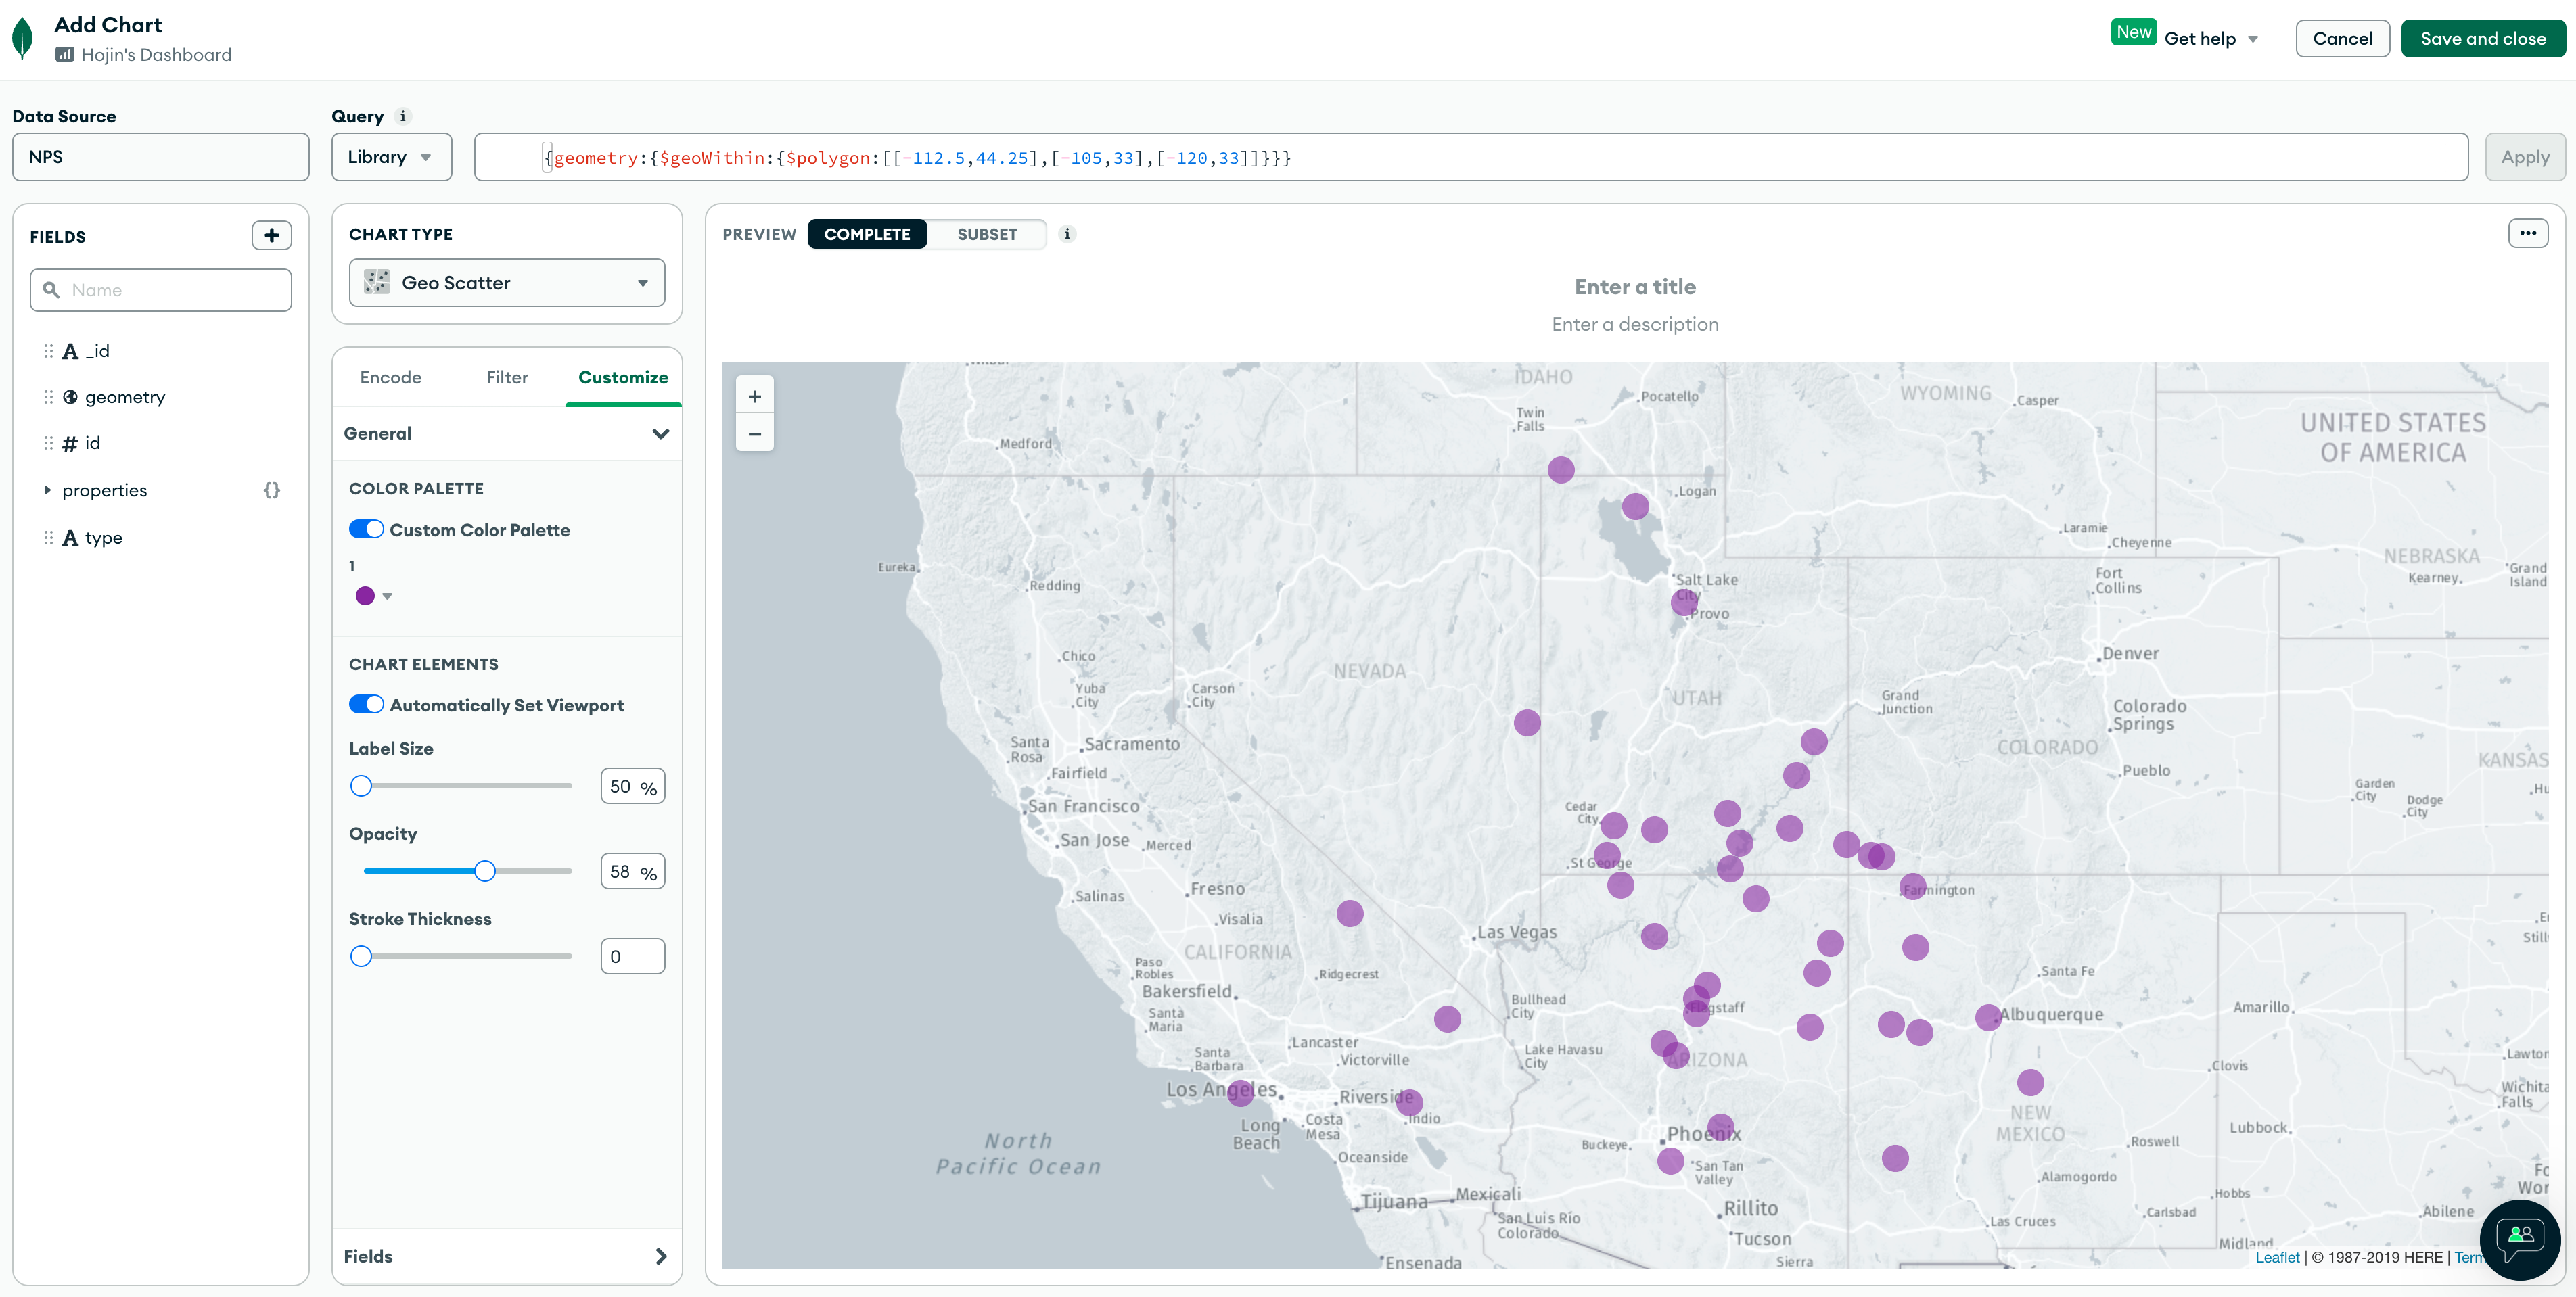 Add Chart
Hojin's Dashboard
New
Get help
Cancel
Save and close
Data Source
Query
NPS
Library
{geometry:{$geoWithin:{$polygon:[[-112.5,44.25],[-105,33],[-120,33]]}}}
Apply
FIELDS
Name
_id
geometry
id
properties
{}
type
CHART TYPE
Geo Scatter
Encode
Filter
Customize
General
COLOR PALETTE
Custom Color Palette
1
CHART ELEMENTS
Automatically Set Viewport
Label Size
50 %
Opacity
58 %
Stroke Thickness
0
Fields
PREVIEW
COMPLETE
SUBSET
Enter a title
Enter a description
IDAHO
WYOMING
Pocatello
Casper
Twin
Falls
UNITED STATES
OF AMERICA
Medford
Logan
Laramie
Cheyenne
NEBRASKA
Kearney
Grand
Island
Eureka
Redding
Salt Lake
City
Provo
Fort
Collins
Chico
NEVADA
Denver
Yuba
City
Carson
City
UTAH
Grand
Junction
Colorado
Springs
Santa
Rosa
Sacramento
COLORADO
KANSAS
Fairfield
Pueblo
Garden
City
Dodge
City
San Francisco
Cedar
City
San Jose
Merced
St George
Salinas
Fresno
Farmington
Visalia
Las Vegas
CALIFORNIA
Paso
Robles
Ridgecrest
Santa Fe
Bakersfield
Bullhead
City
Flagstaff
Amarillo
Santa
Maria
Albuquerque
Lancaster
Lake Havasu
City
Santa
Barbara
Victorville
ARIZONA
Clovis
Lawton
Los Angeles
Riverside
Wichita
Falls
Indio
Long
Beach
Costa
Mesa
NEW
MEXICO
North
Pacific Ocean
Phoenix
Buckeye
Roswell
Lubbock
Oceanside
San Tan
Valley
Alamogordo
Tijuana
Mexicali
Hobbs
San Luis Río
Colorado
Rillito
Las Cruces
Carlsbad
Abilene
Tucson
Midland
Ensenada
Sierra
Leaflet | © 1987-2019 HERE |